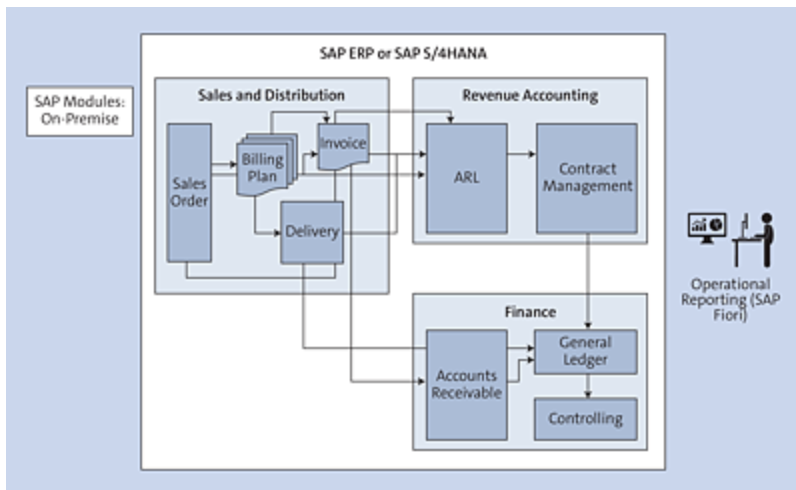 SAP ERP or SAP S/4HANA
SAP Modules:
On-Premise
Sales and Distribution
Sales
Order
Billing
Plan
Invoice
Delivery
Revenue Accounting
ARL
Contract
Management
Operational
Reporting (SAP
Fiori)
Finance
Accounts
Receivable
General
Ledger
Controlling